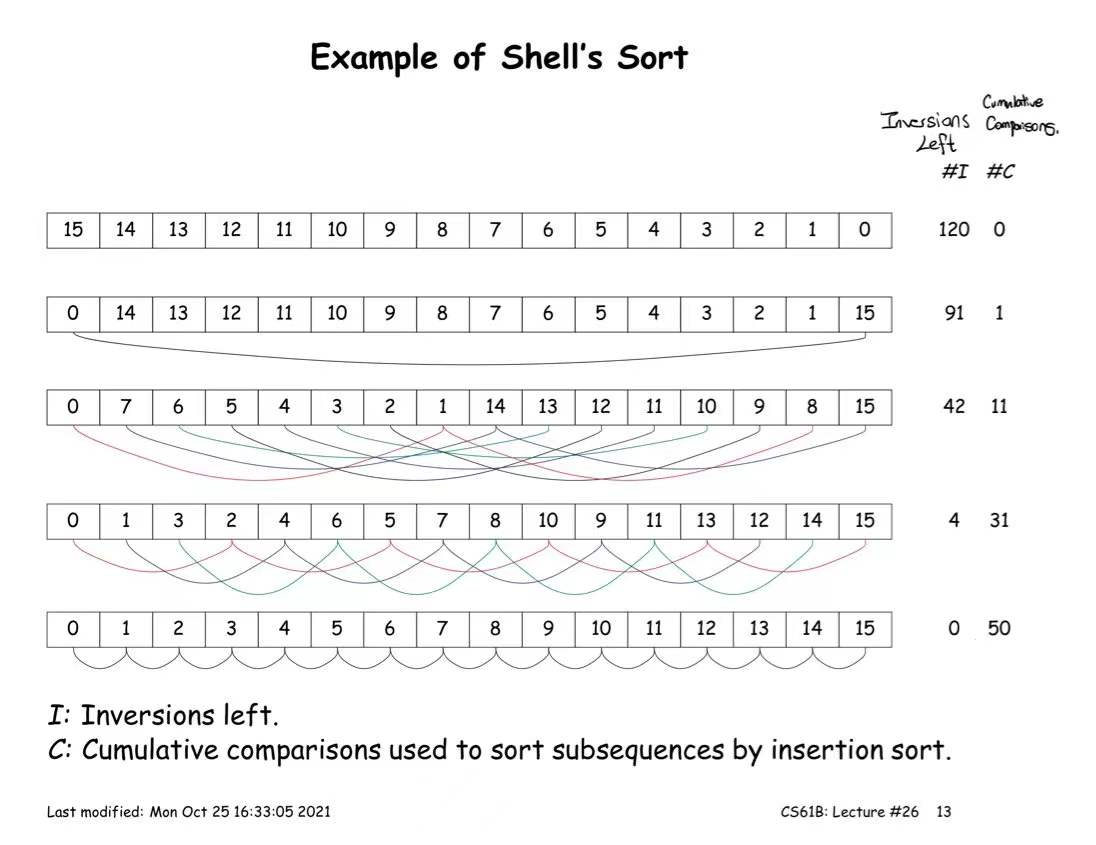 Example of Shell's Sort
Inversions Left
Cumulative Comparisons.
#I #C
15 14 13 12 11 10 9 8 7 6 5 4 3 2 1 0 120 0
0 14 13 12 11 10 9 8 7 6 5 4 3 2 1 15 91 1
0 7 6 5 4 3 2 1 14 13 12 11 10 9 8 15 42 11
0 1 3 2 4 6 5 7 8 10 9 11 13 12 14 15 4 31
0 1 2 3 4 5 6 7 8 9 10 11 12 13 14 15 0 50
I: Inversions left.
C: Cumulative comparisons used to sort subsequences by insertion sort.
Last modified: Mon Oct 25 16:33:05 2021 CS61B: Lecture #26 13